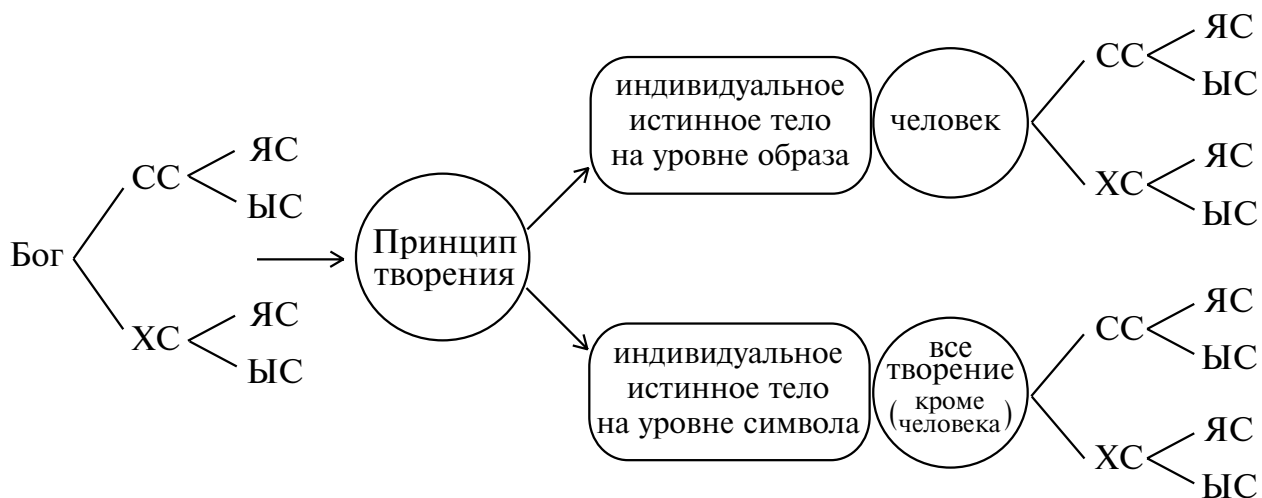 Бог
СС
ЯС
ЫС
ХС
ЯС
ЫС
Принцип
творения
индивидуальное
истинное тело
на уровне образа
человек
СС
ЯС
ЫС
ХС
ЯС
ЫС
индивидуальное
истинное тело
на уровне символа
все
творение
(кроме
человека)
СС
ЯС
ЫС
ХС
ЯС
ЫС